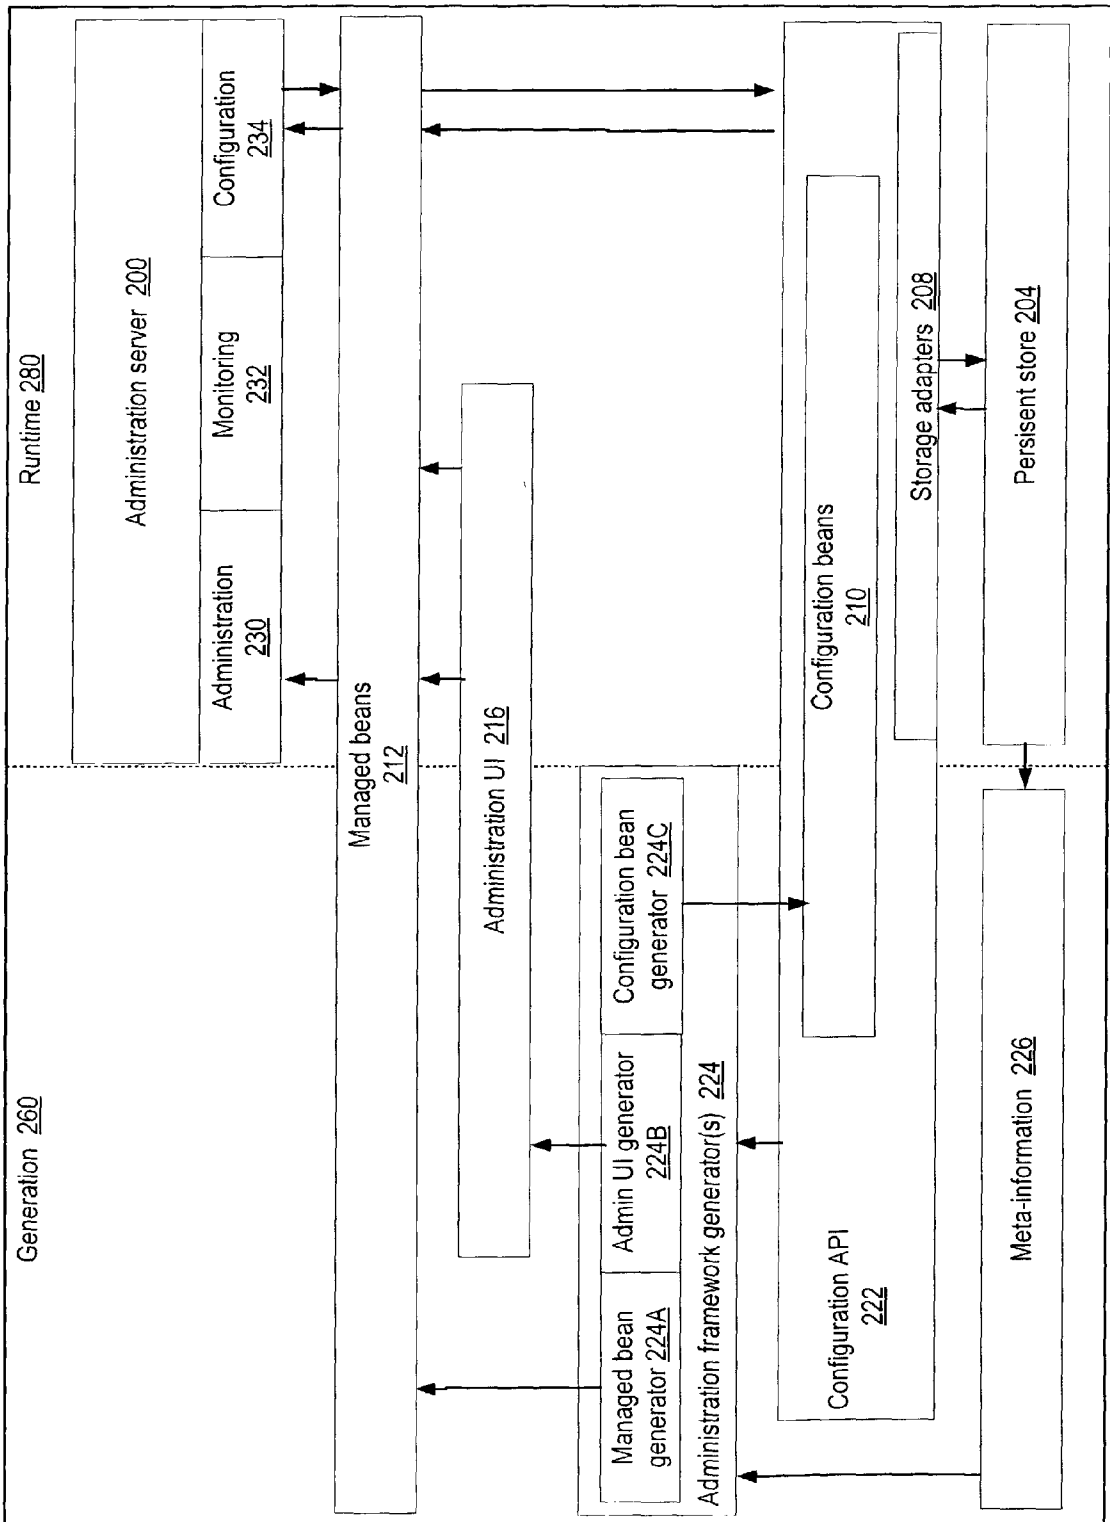 Generation 260
Runtime 280
Administration server 200
Administration
230
Monitoring
232
Configuration
234
Managed beans
212
Administration UI 216
Managed bean
generator 224A
Admin UI generator
224B
Configuration bean
generator 224C
Administration framework generator(s) 224
Configuration API
222
Configuration beans
210
Storage adapters 208
Meta-information 226
Persisent store 204